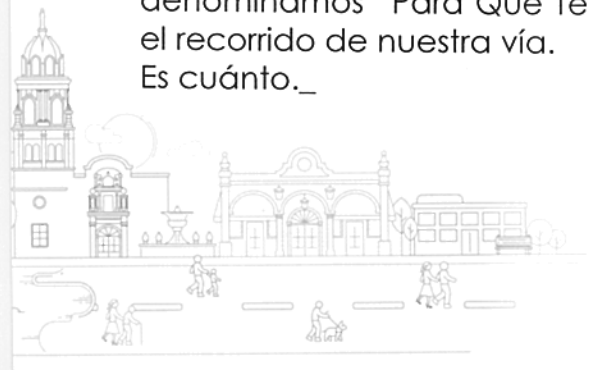 denominamos "Para Que Te
el recorrido de nuestra vía.
Es cuánto._